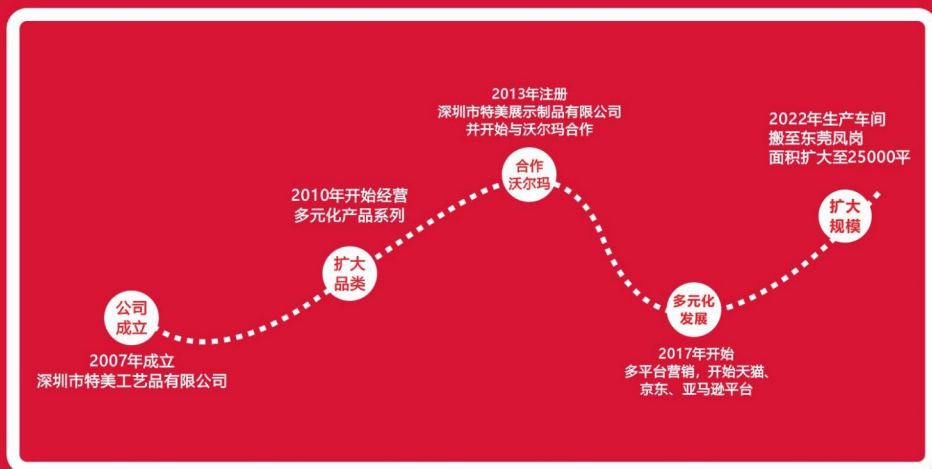 公司
成立
2007年成立
深圳市特美工艺品有限公司
2010年开始经营
多元化产品系列
扩大
品类
2013年注册
深圳市特美展示制品有限公司
并开始与沃尔玛合作
合作
沃尔玛
多元化
发展
2017年开始
多平台营销，开始天猫、
京东、亚马逊平台
2022年生产车间
搬至东莞凤岗
面积扩大至25000平
扩大
规模